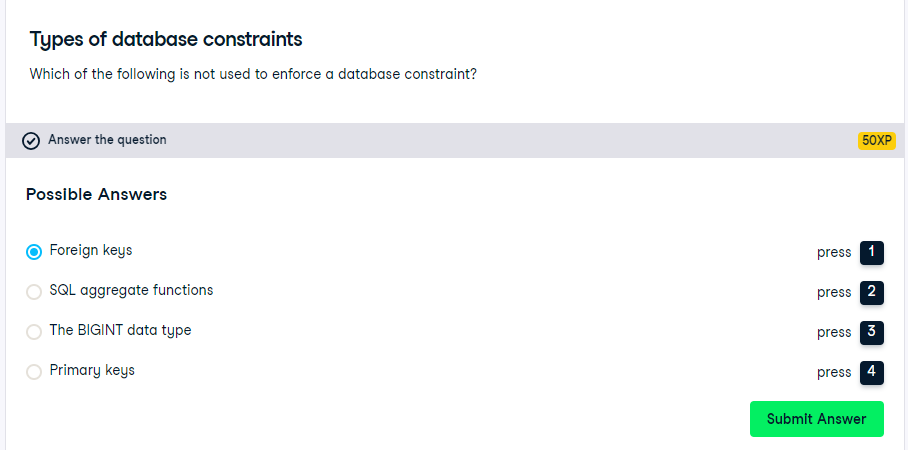 Types of database constraints
Which of the following is not used to enforce a database constraint?
Answer the question 50XP
Possible Answers
Foreign keys press 1
SQL aggregate functions press 2
The BIGINT data type press 3
Primary keys press 4
Submit Answer